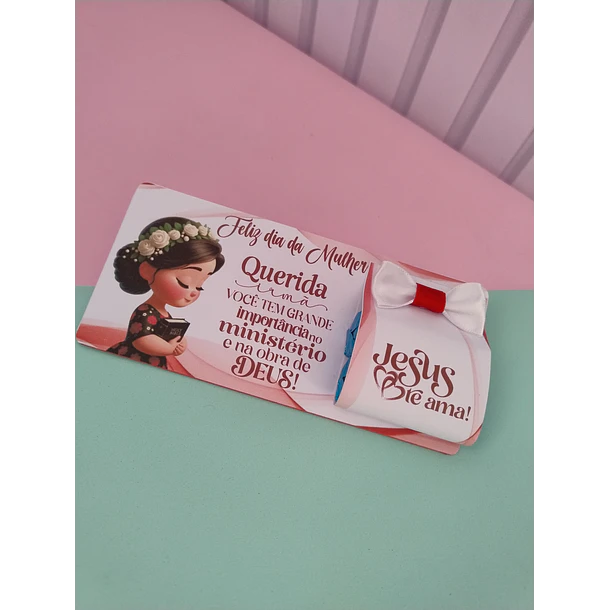 Feliz dia da Mulher
Querida
irmã
VOCÊ TEM GRANDE
importância no
ministério
e na obra de
DEUS!
JESUS
te ama!